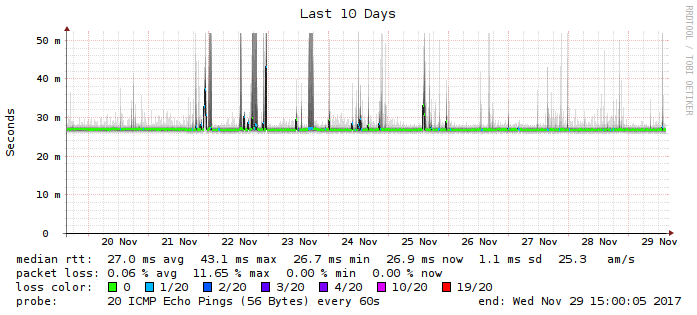 Last 10 Days
RRDTOOL / TOBI OETIKER
Seconds
50 m
40 m
30 m
20 m
10 m
0
20 Nov 21 Nov 22 Nov 23 Nov 24 Nov 25 Nov 26 Nov 27 Nov 28 Nov 29 Nov
median rtt: 27.0 ms avg 43.1 ms max 26.7 ms min 26.9 ms now 1.1 ms sd 25.3 am/s
packet loss: 0.06 % avg 11.65 % max 0.00 % min 0.00 % now
loss color: 0 1/20 2/20 3/20 4/20 10/20 19/20
probe: 20 ICMP Echo Pings (56 Bytes) every 60s end: Wed Nov 29 15:00:05 2017